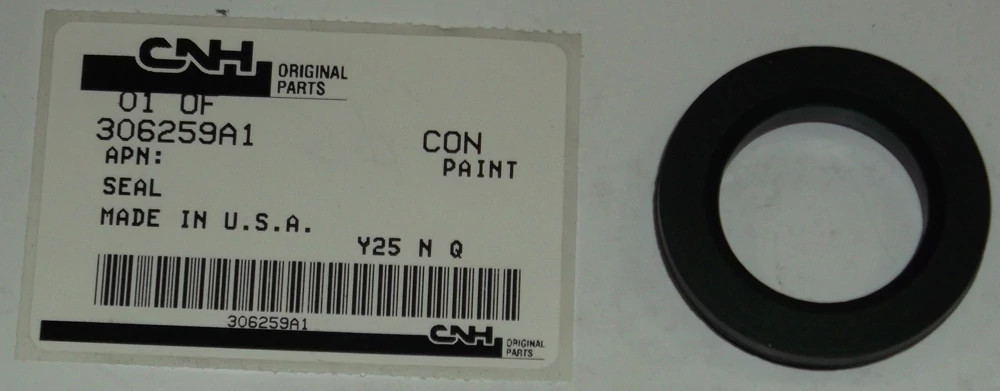 CNH ORIGINAL
PARTS
01 OF
306259A1 CON
APN: PAINT
SEAL
MADE IN U.S.A.
Y25 N Q
306259A1
CNH ORIGINAL
PARTS